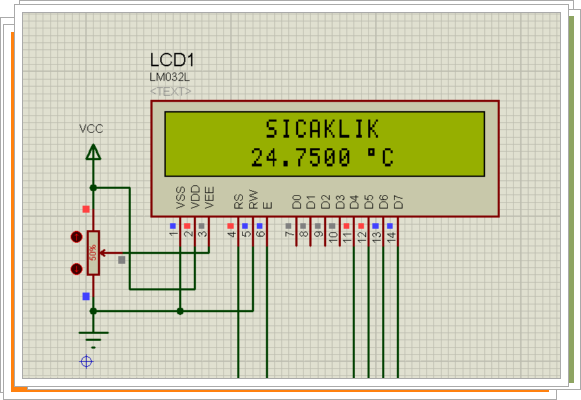 LCD1
LM032L
<TEXT>
VCC
SICAKLIK
24.7500 °C
VSS VDD VEE RS RW E D0 D1 D2 D3 D4 D5 D6 D7
1 2 3 4 5 6 7 8 9 10 11 12 13 14
50%